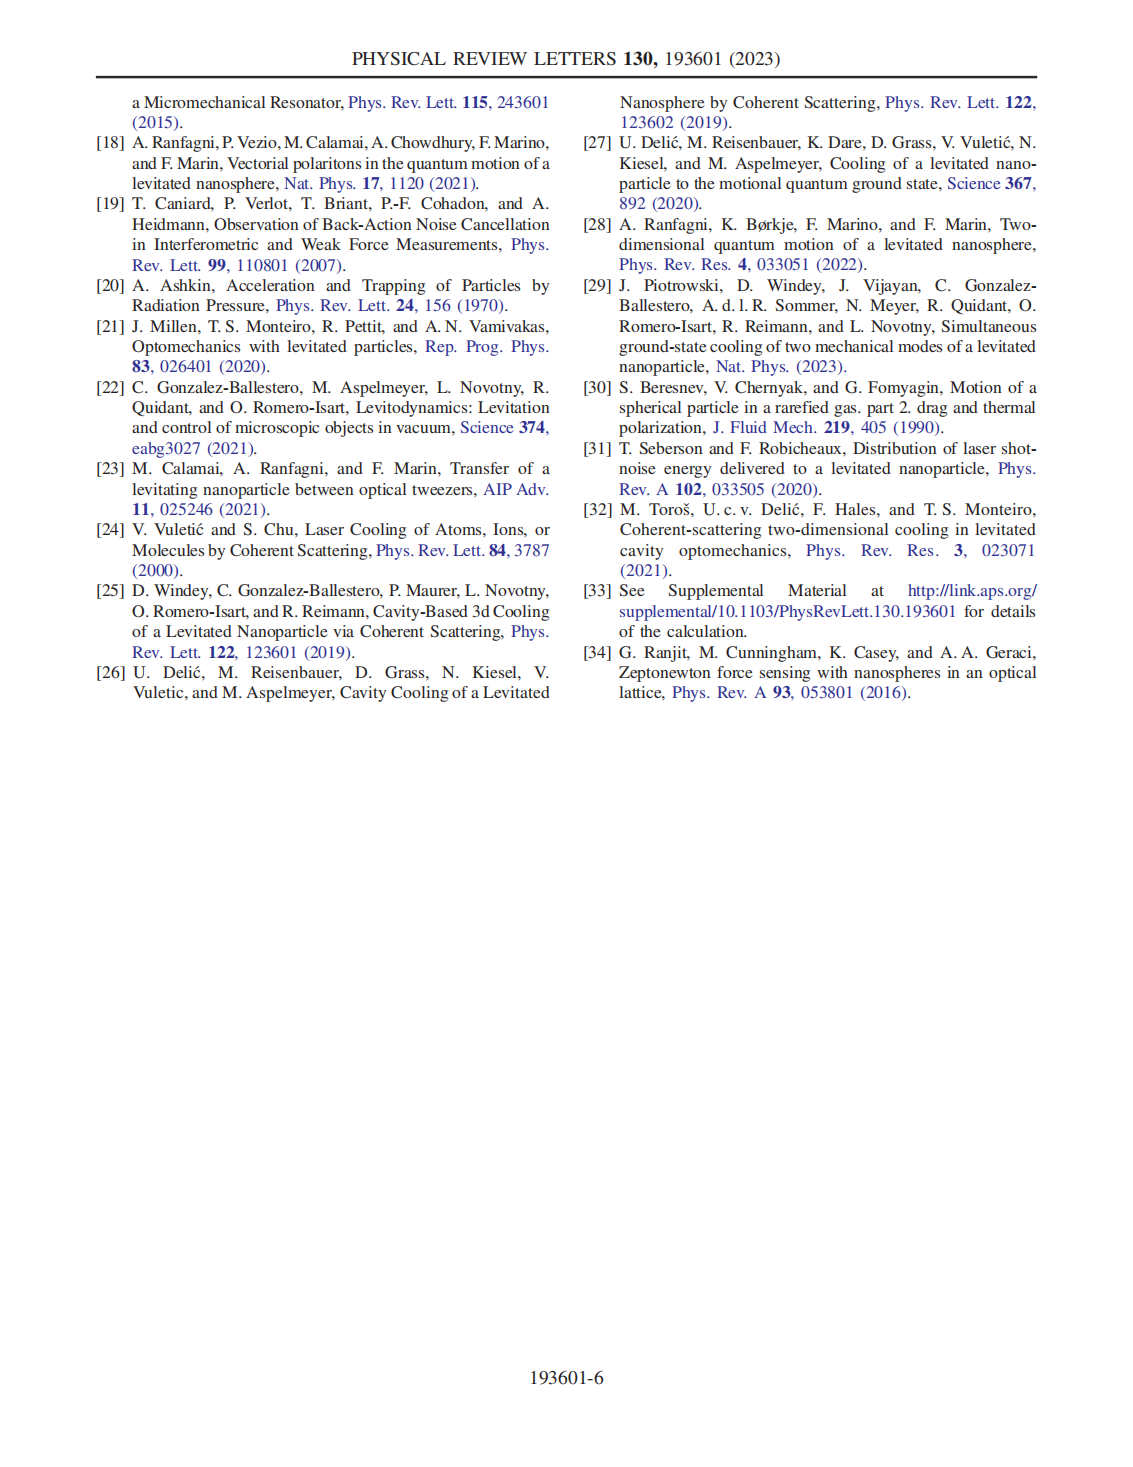 PHYSICAL REVIEW LETTERS 130, 193601 (2023)
a Micromechanical Resonator, Phys. Rev. Lett. 115, 243601
(2015).
[18] A. Ranfagni, P. Vezio, M. Calamai, A. Chowdhury, F. Marino,
and F. Marin, Vectorial polaritons in the quantum motion of a
levitated nanosphere, Nat. Phys. 17, 1120 (2021).
[19] T. Caniard, P. Verlot, T. Briant, P.-F. Cohadon, and A.
Heidmann, Observation of Back-Action Noise Cancellation
in Interferometric and Weak Force Measurements, Phys.
Rev. Lett. 99, 110801 (2007).
[20] A. Ashkin, Acceleration and Trapping of Particles by
Radiation Pressure, Phys. Rev. Lett. 24, 156 (1970).
[21] J. Millen, T. S. Monteiro, R. Pettit, and A. N. Vamivakas,
Optomechanics with levitated particles, Rep. Prog. Phys.
83, 026401 (2020).
[22] C. Gonzalez-Ballestero, M. Aspelmeyer, L. Novotny, R.
Quidant, and O. Romero-Isart, Levitodynamics: Levitation
and control of microscopic objects in vacuum, Science 374,
eabg3027 (2021).
[23] M. Calamai, A. Ranfagni, and F. Marin, Transfer of a
levitating nanoparticle between optical tweezers, AIP Adv.
11, 025246 (2021).
[24] V. Vuletić and S. Chu, Laser Cooling of Atoms, Ions, or
Molecules by Coherent Scattering, Phys. Rev. Lett. 84, 3787
(2000).
[25] D. Windey, C. Gonzalez-Ballestero, P. Maurer, L. Novotny,
O. Romero-Isart, and R. Reimann, Cavity-Based 3d Cooling
of a Levitated Nanoparticle via Coherent Scattering, Phys.
Rev. Lett. 122, 123601 (2019).
[26] U. Delić, M. Reisenbauer, D. Grass, N. Kiesel, V.
Vuletic, and M. Aspelmeyer, Cavity Cooling of a Levitated
Nanosphere by Coherent Scattering, Phys. Rev. Lett. 122,
123602 (2019).
[27] U. Delić, M. Reisenbauer, K. Dare, D. Grass, V. Vuletić, N.
Kiesel, and M. Aspelmeyer, Cooling of a levitated nano-
particle to the motional quantum ground state, Science 367,
892 (2020).
[28] A. Ranfagni, K. Børkje, F. Marino, and F. Marin, Two-
dimensional quantum motion of a levitated nanosphere,
Phys. Rev. Res. 4, 033051 (2022).
[29] J. Piotrowski, D. Windey, J. Vijayan, C. Gonzalez-
Ballestero, A. d. l. R. Sommer, N. Meyer, R. Quidant, O.
Romero-Isart, R. Reimann, and L. Novotny, Simultaneous
ground-state cooling of two mechanical modes of a levitated
nanoparticle, Nat. Phys. (2023).
[30] S. Beresnev, V. Chernyak, and G. Fomyagin, Motion of a
spherical particle in a rarefied gas. part 2. drag and thermal
polarization, J. Fluid Mech. 219, 405 (1990).
[31] T. Seberson and F. Robicheaux, Distribution of laser shot-
noise energy delivered to a levitated nanoparticle, Phys.
Rev. A 102, 033505 (2020).
[32] M. Toroš, U. c. v. Delić, F. Hales, and T. S. Monteiro,
Coherent-scattering two-dimensional cooling in levitated
cavity optomechanics, Phys. Rev. Res. 3, 023071
(2021).
[33] See Supplemental Material at http://link.aps.org/
supplemental/10.1103/PhysRevLett.130.193601 for details
of the calculation.
[34] G. Ranjit, M. Cunningham, K. Casey, and A. A. Geraci,
Zeptonewton force sensing with nanospheres in an optical
lattice, Phys. Rev. A 93, 053801 (2016).
193601-6